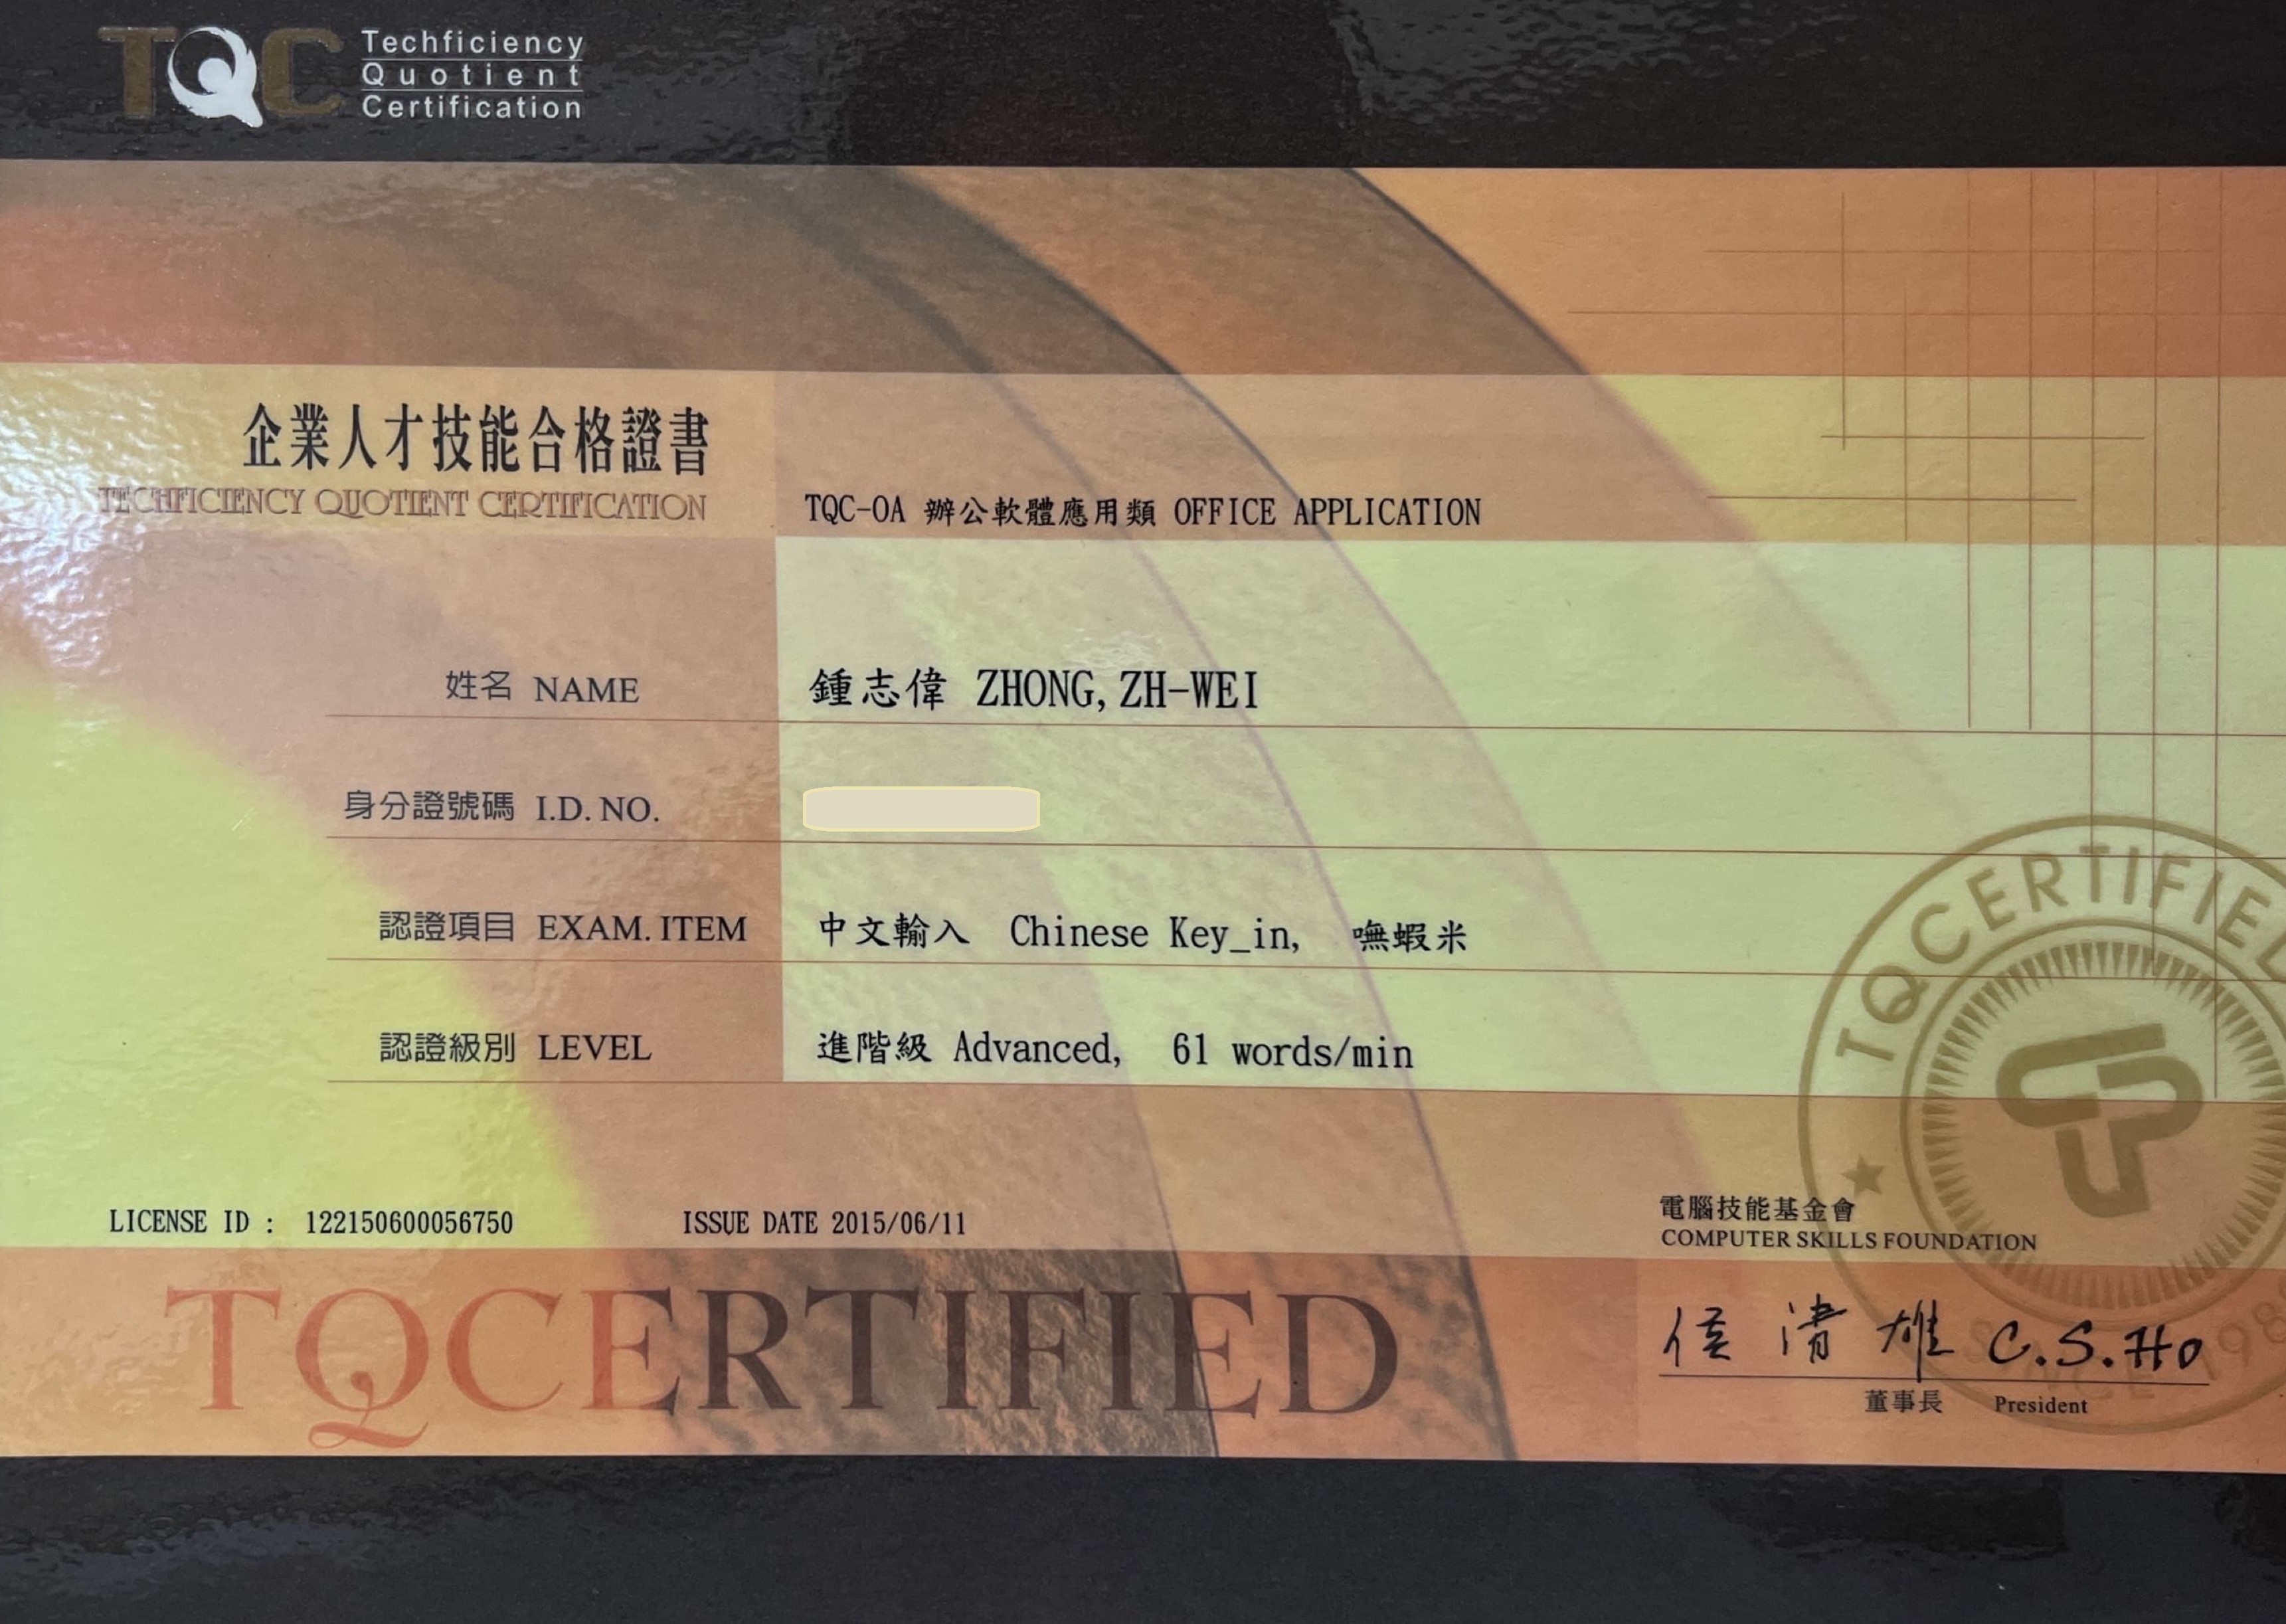 TQC Techficiency
Quotient
Certification
企業人才技能合格證書
TECHFICIENCY QUOTIENT CERTIFICATION
TQC-OA 辦公軟體應用類 OFFICE APPLICATION
姓名 NAME 鍾志偉 ZHONG, ZH-WEI
身分證號碼 I.D. NO.
認證項目 EXAM. ITEM 中文輸入 Chinese Key_in, 嘸蝦米
認證級別 LEVEL 進階級 Advanced, 61 words/min
LICENSE ID : 122150600056750 ISSUE DATE 2015/06/11
電腦技能基金會
COMPUTER SKILLS FOUNDATION
TQCERTIFIED
侯清雄 C.S.Ho
董事長 President
TQCERTIFIED